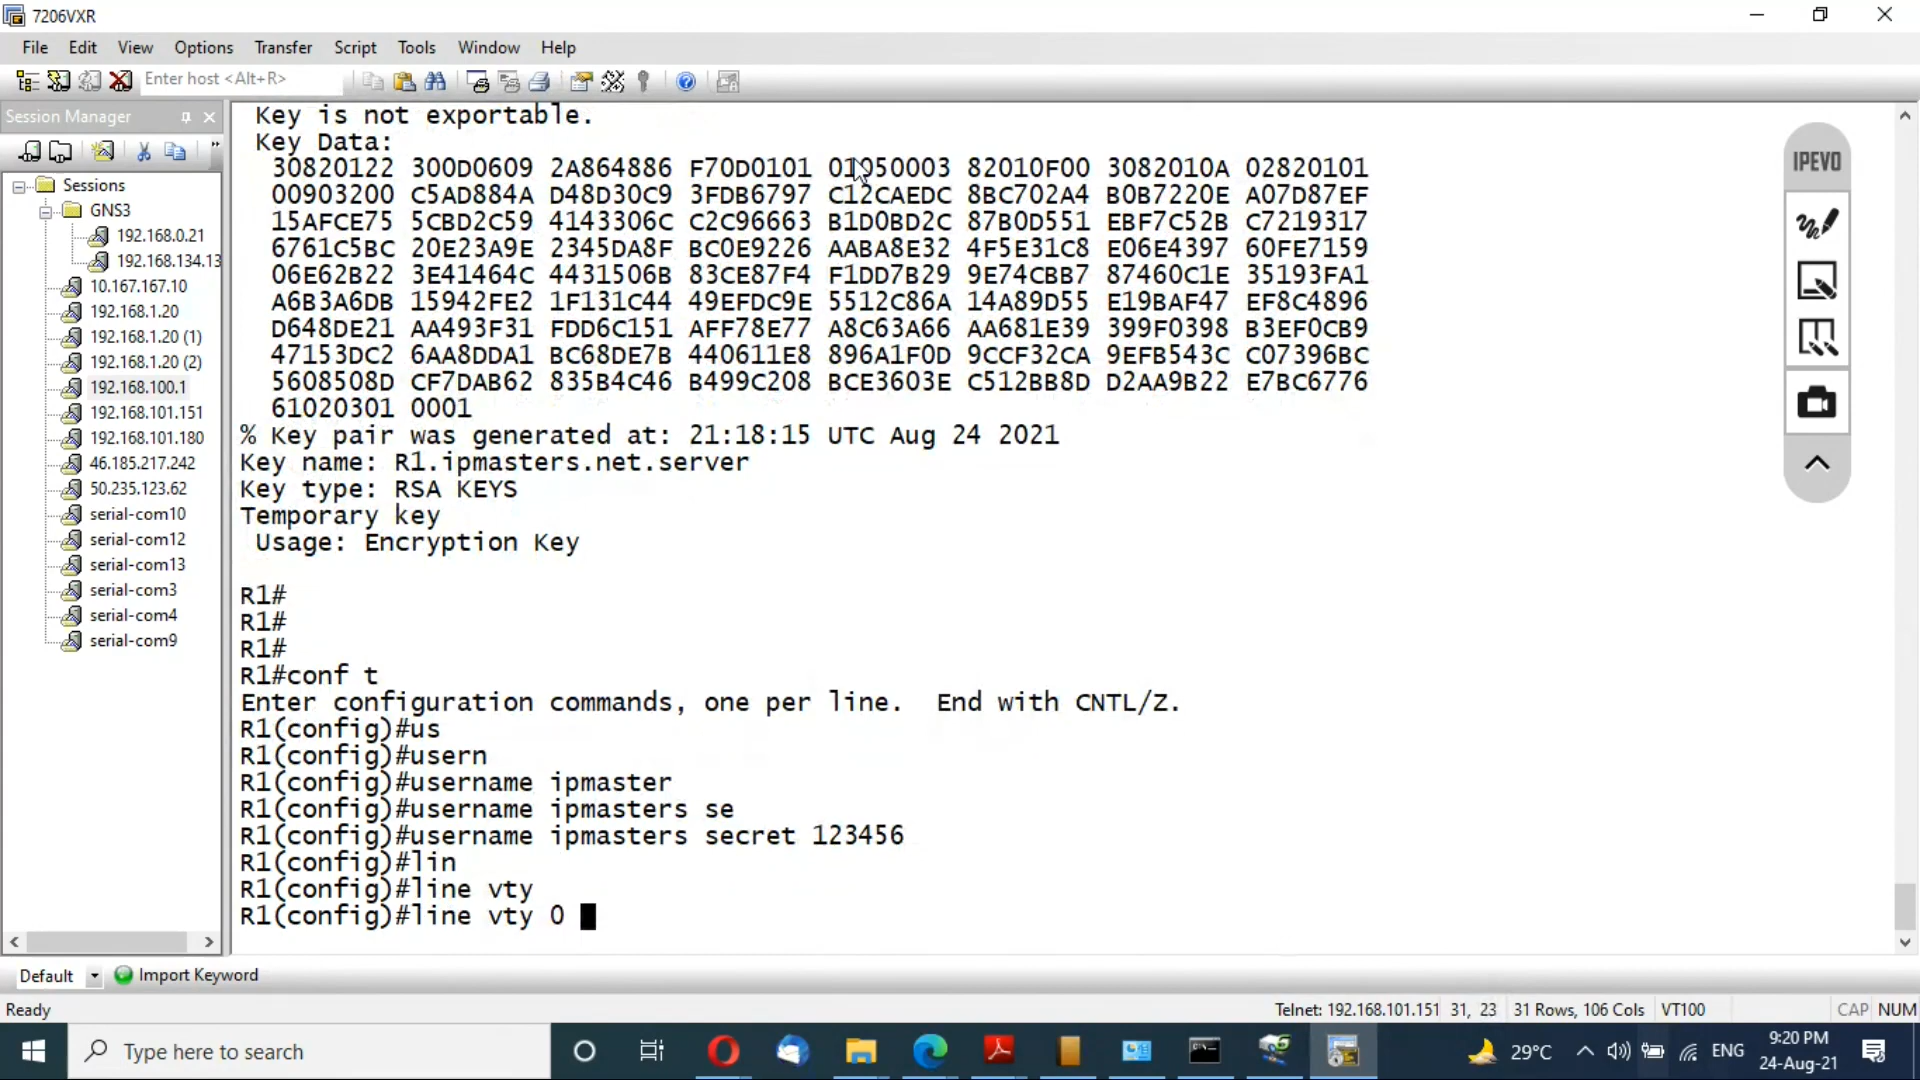 7206VXR
File Edit View Options Transfer Script Tools Window Help
Enter host <Alt+R>
Session Manager
Sessions
GNS3
192.168.0.21
192.168.134.13
10.167.167.10
192.168.1.20
192.168.1.20 (1)
192.168.1.20 (2)
192.168.100.1
192.168.101.151
192.168.101.180
46.185.217.242
50.235.123.62
serial-com10
serial-com12
serial-com13
serial-com3
serial-com4
serial-com9
Key is not exportable.
Key Data:
30820122 300D0609 2A864886 F70D0101 01050003 82010F00 3082010A 02820101
00903200 C5AD884A D48D30C9 3FDB6797 C12CAEDC 8BC702A4 B0B7220E A07D87EF
15AFCE75 5CBD2C59 4143306C C2C96663 B1D0BD2C 87B0D551 EBF7C52B C7219317
6761C5BC 20E23A9E 2345DA8F BC0E9226 AABA8E32 4F5E31C8 E06E4397 60FE7159
06E62B22 3E41464C 4431506B 83CE87F4 F1DD7B29 9E74CBB7 87460C1E 35193FA1
A6B3A6DB 15942FE2 1F131C44 49EFDC9E 5512C86A 14A89D55 E19BAF47 EF8C4896
D648DE21 AA493F31 FDD6C151 AFF78E77 A8C63A66 AA681E39 399F0398 B3EF0CB9
47153DC2 6AA8DDA1 BC68DE7B 440611E8 896A1F0D 9CCF32CA 9EFB543C C07396BC
5608508D CF7DAB62 835B4C46 B499C208 BCE3603E C512BB8D D2AA9B22 E7BC6776
61020301 0001
% Key pair was generated at: 21:18:15 UTC Aug 24 2021
Key name: R1.ipmasters.net.server
Key type: RSA KEYS
Temporary key
Usage: Encryption Key
R1#
R1#
R1#
R1#conf t
Enter configuration commands, one per line. End with CNTL/Z.
R1(config)#us
R1(config)#usern
R1(config)#username ipmaster
R1(config)#username ipmasters se
R1(config)#username ipmasters secret 123456
R1(config)#lin
R1(config)#line vty
R1(config)#line vty 0
IPEVO
Default Import Keyword
Ready Telnet: 192.168.101.151 31, 23 31 Rows, 106 Cols VT100 CAP NUM
Type here to search
29°C ENG
9:20 PM
24-Aug-21